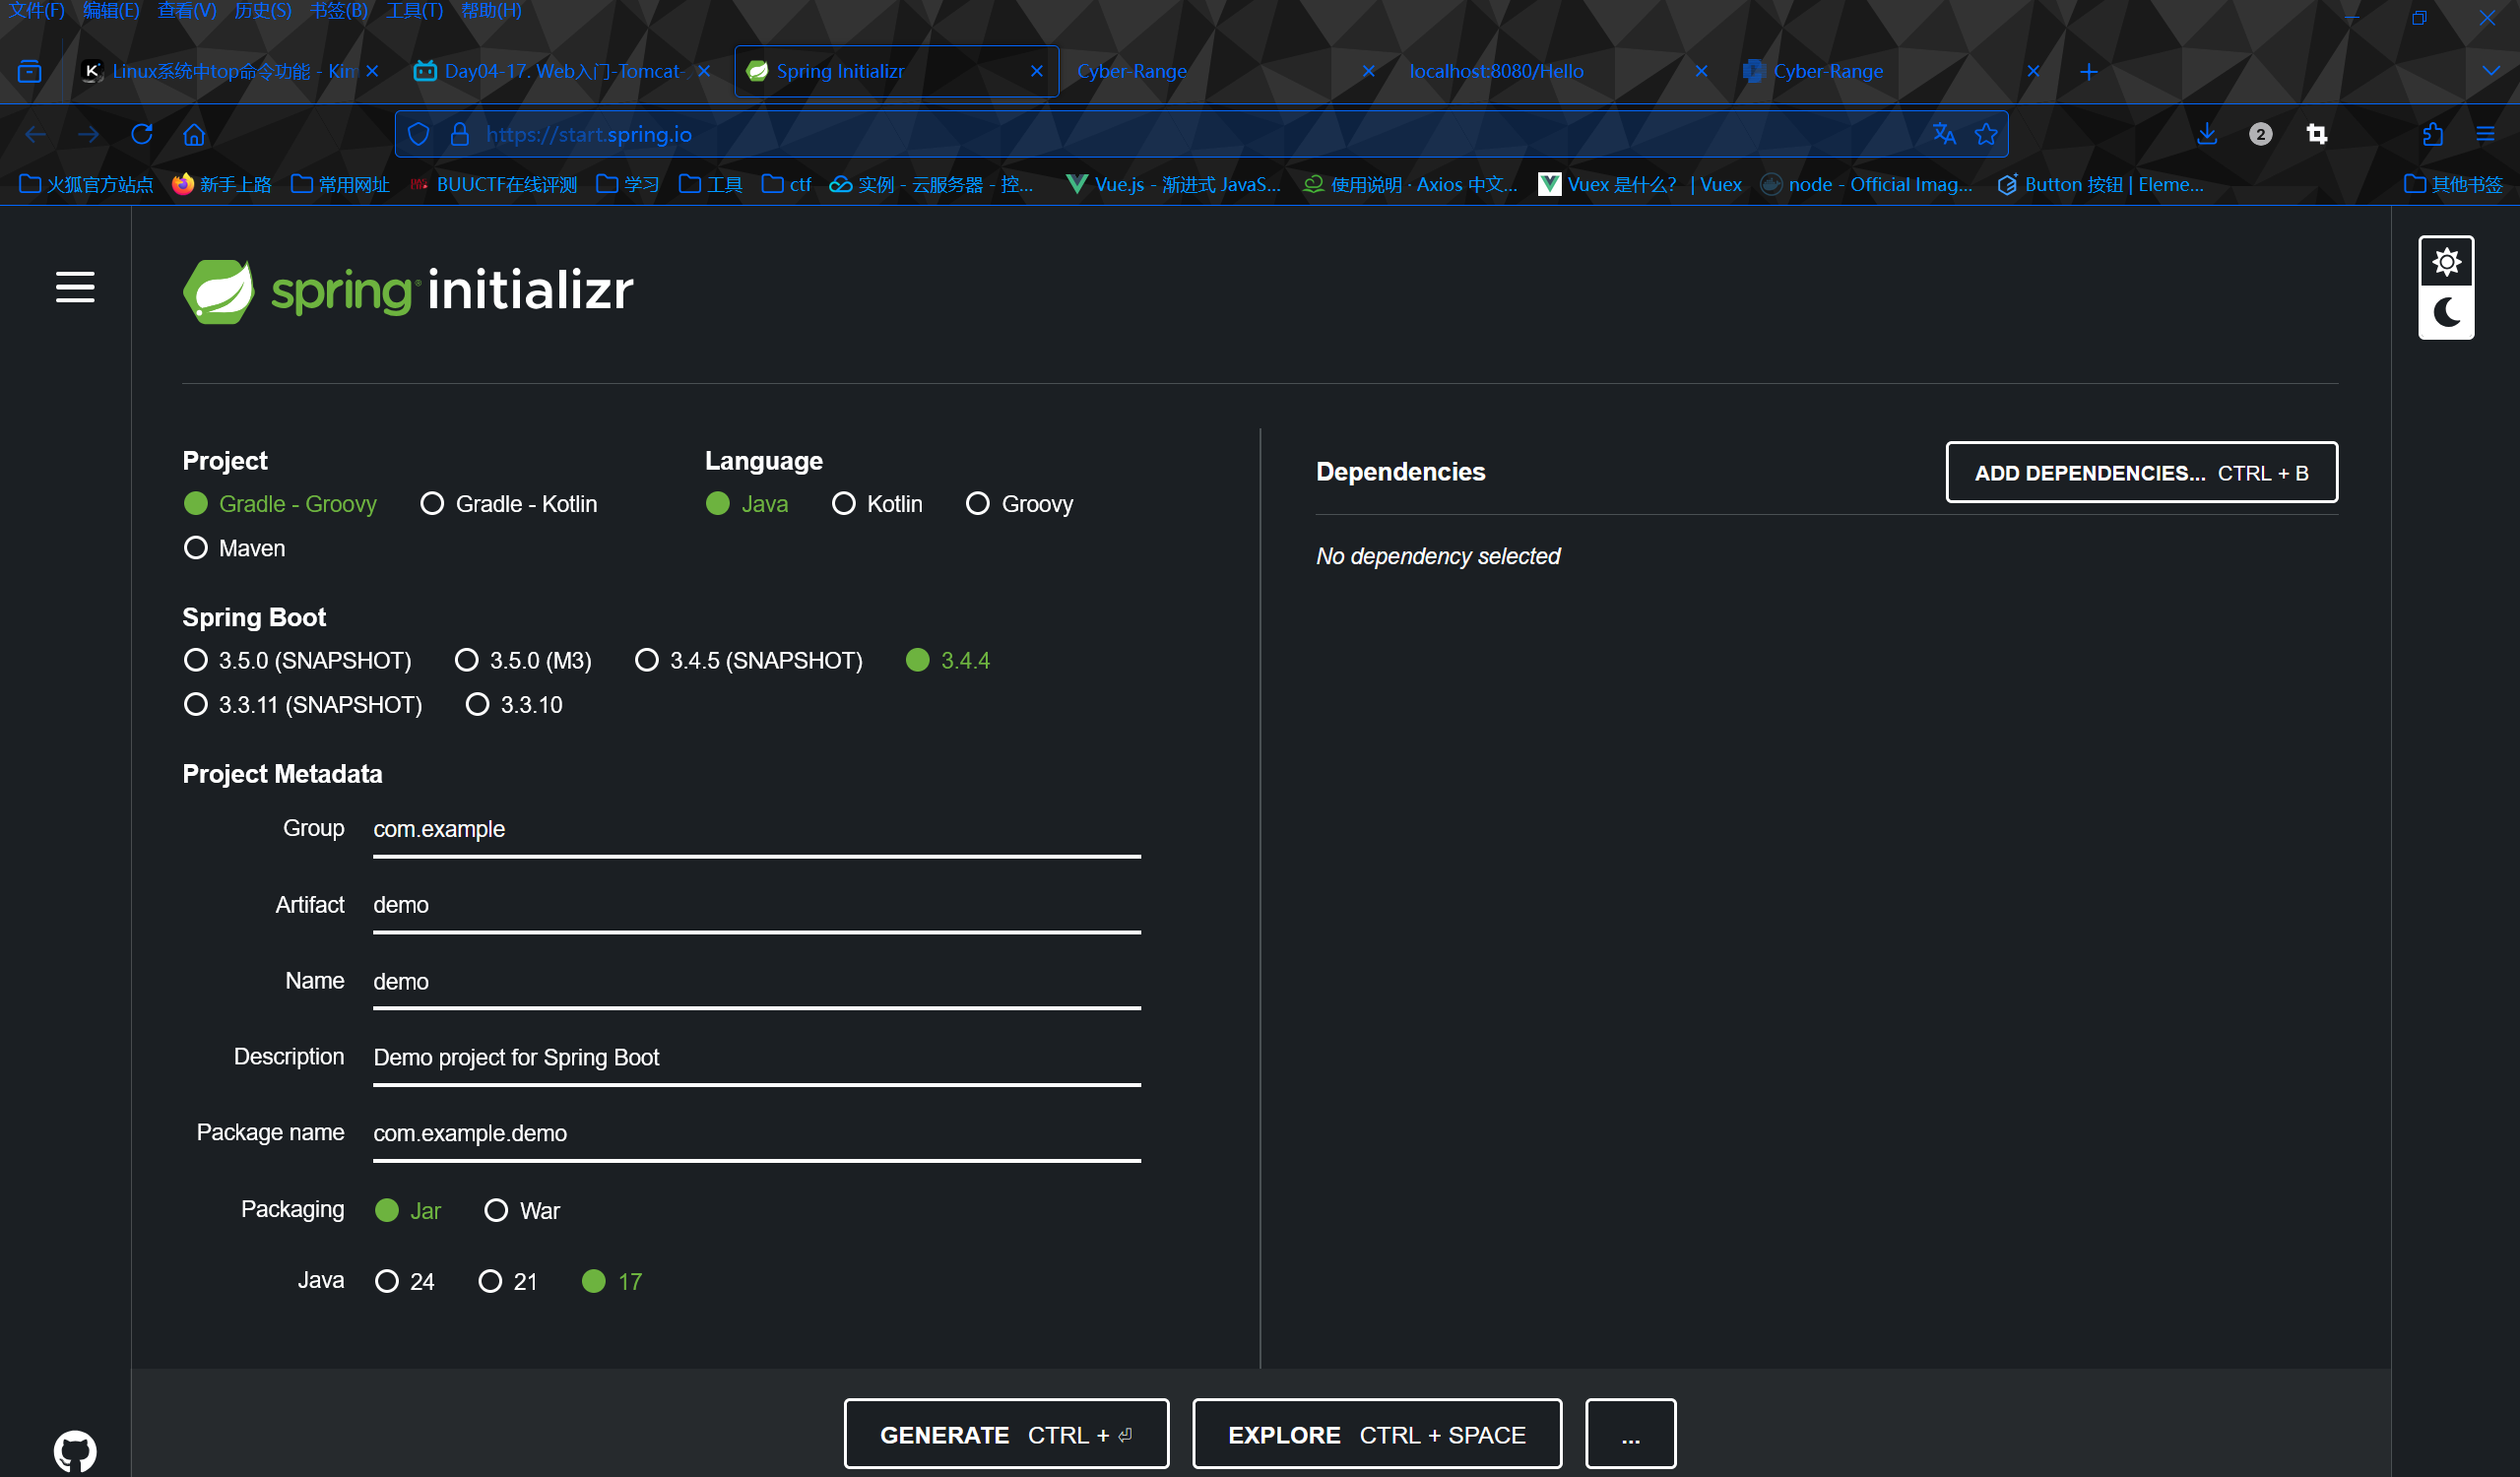 文件(F) 编辑(E) 查看(V) 历史(S) 书签(B) 工具(T) 帮助(H)
Linux系统中top命令功能 - Kim Day04-17. Web入门-Tomcat- Spring Initializr Cyber-Range localhost:8080/Hello Cyber-Range
https://start.spring.io 2
火狐官方站点 新手上路 常用网址 BUUCTF在线评测 学习 工具 ctf 实例 - 云服务器 - 控... Vue.js - 渐进式 JavaS... 使用说明 · Axios 中文... Vuex 是什么? | Vuex node - Official Imag... Button 按钮 | Eleme... 其他书签
spring initializr
Project
Gradle - Groovy Gradle - Kotlin
Maven
Language
Java Kotlin Groovy
Spring Boot
3.5.0 (SNAPSHOT) 3.5.0 (M3) 3.4.5 (SNAPSHOT) 3.4.4
3.3.11 (SNAPSHOT) 3.3.10
Project Metadata
Group com.example
Artifact demo
Name demo
Description Demo project for Spring Boot
Package name com.example.demo
Packaging Jar War
Java 24 21 17
Dependencies ADD DEPENDENCIES... CTRL + B
No dependency selected
GENERATE CTRL + ⏎ EXPLORE CTRL + SPACE ...